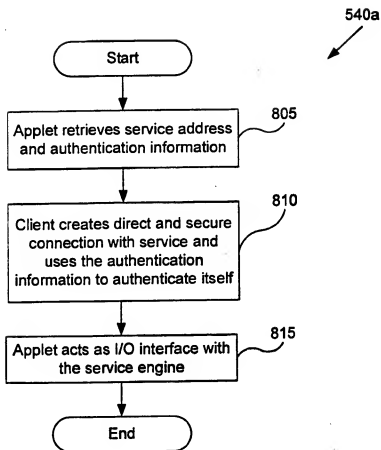 540a
Start
Applet retrieves service address
and authentication information
805
Client creates direct and secure
connection with service and
uses the authentication
information to authenticate itself
810
Applet acts as I/O interface with
the service engine
815
End